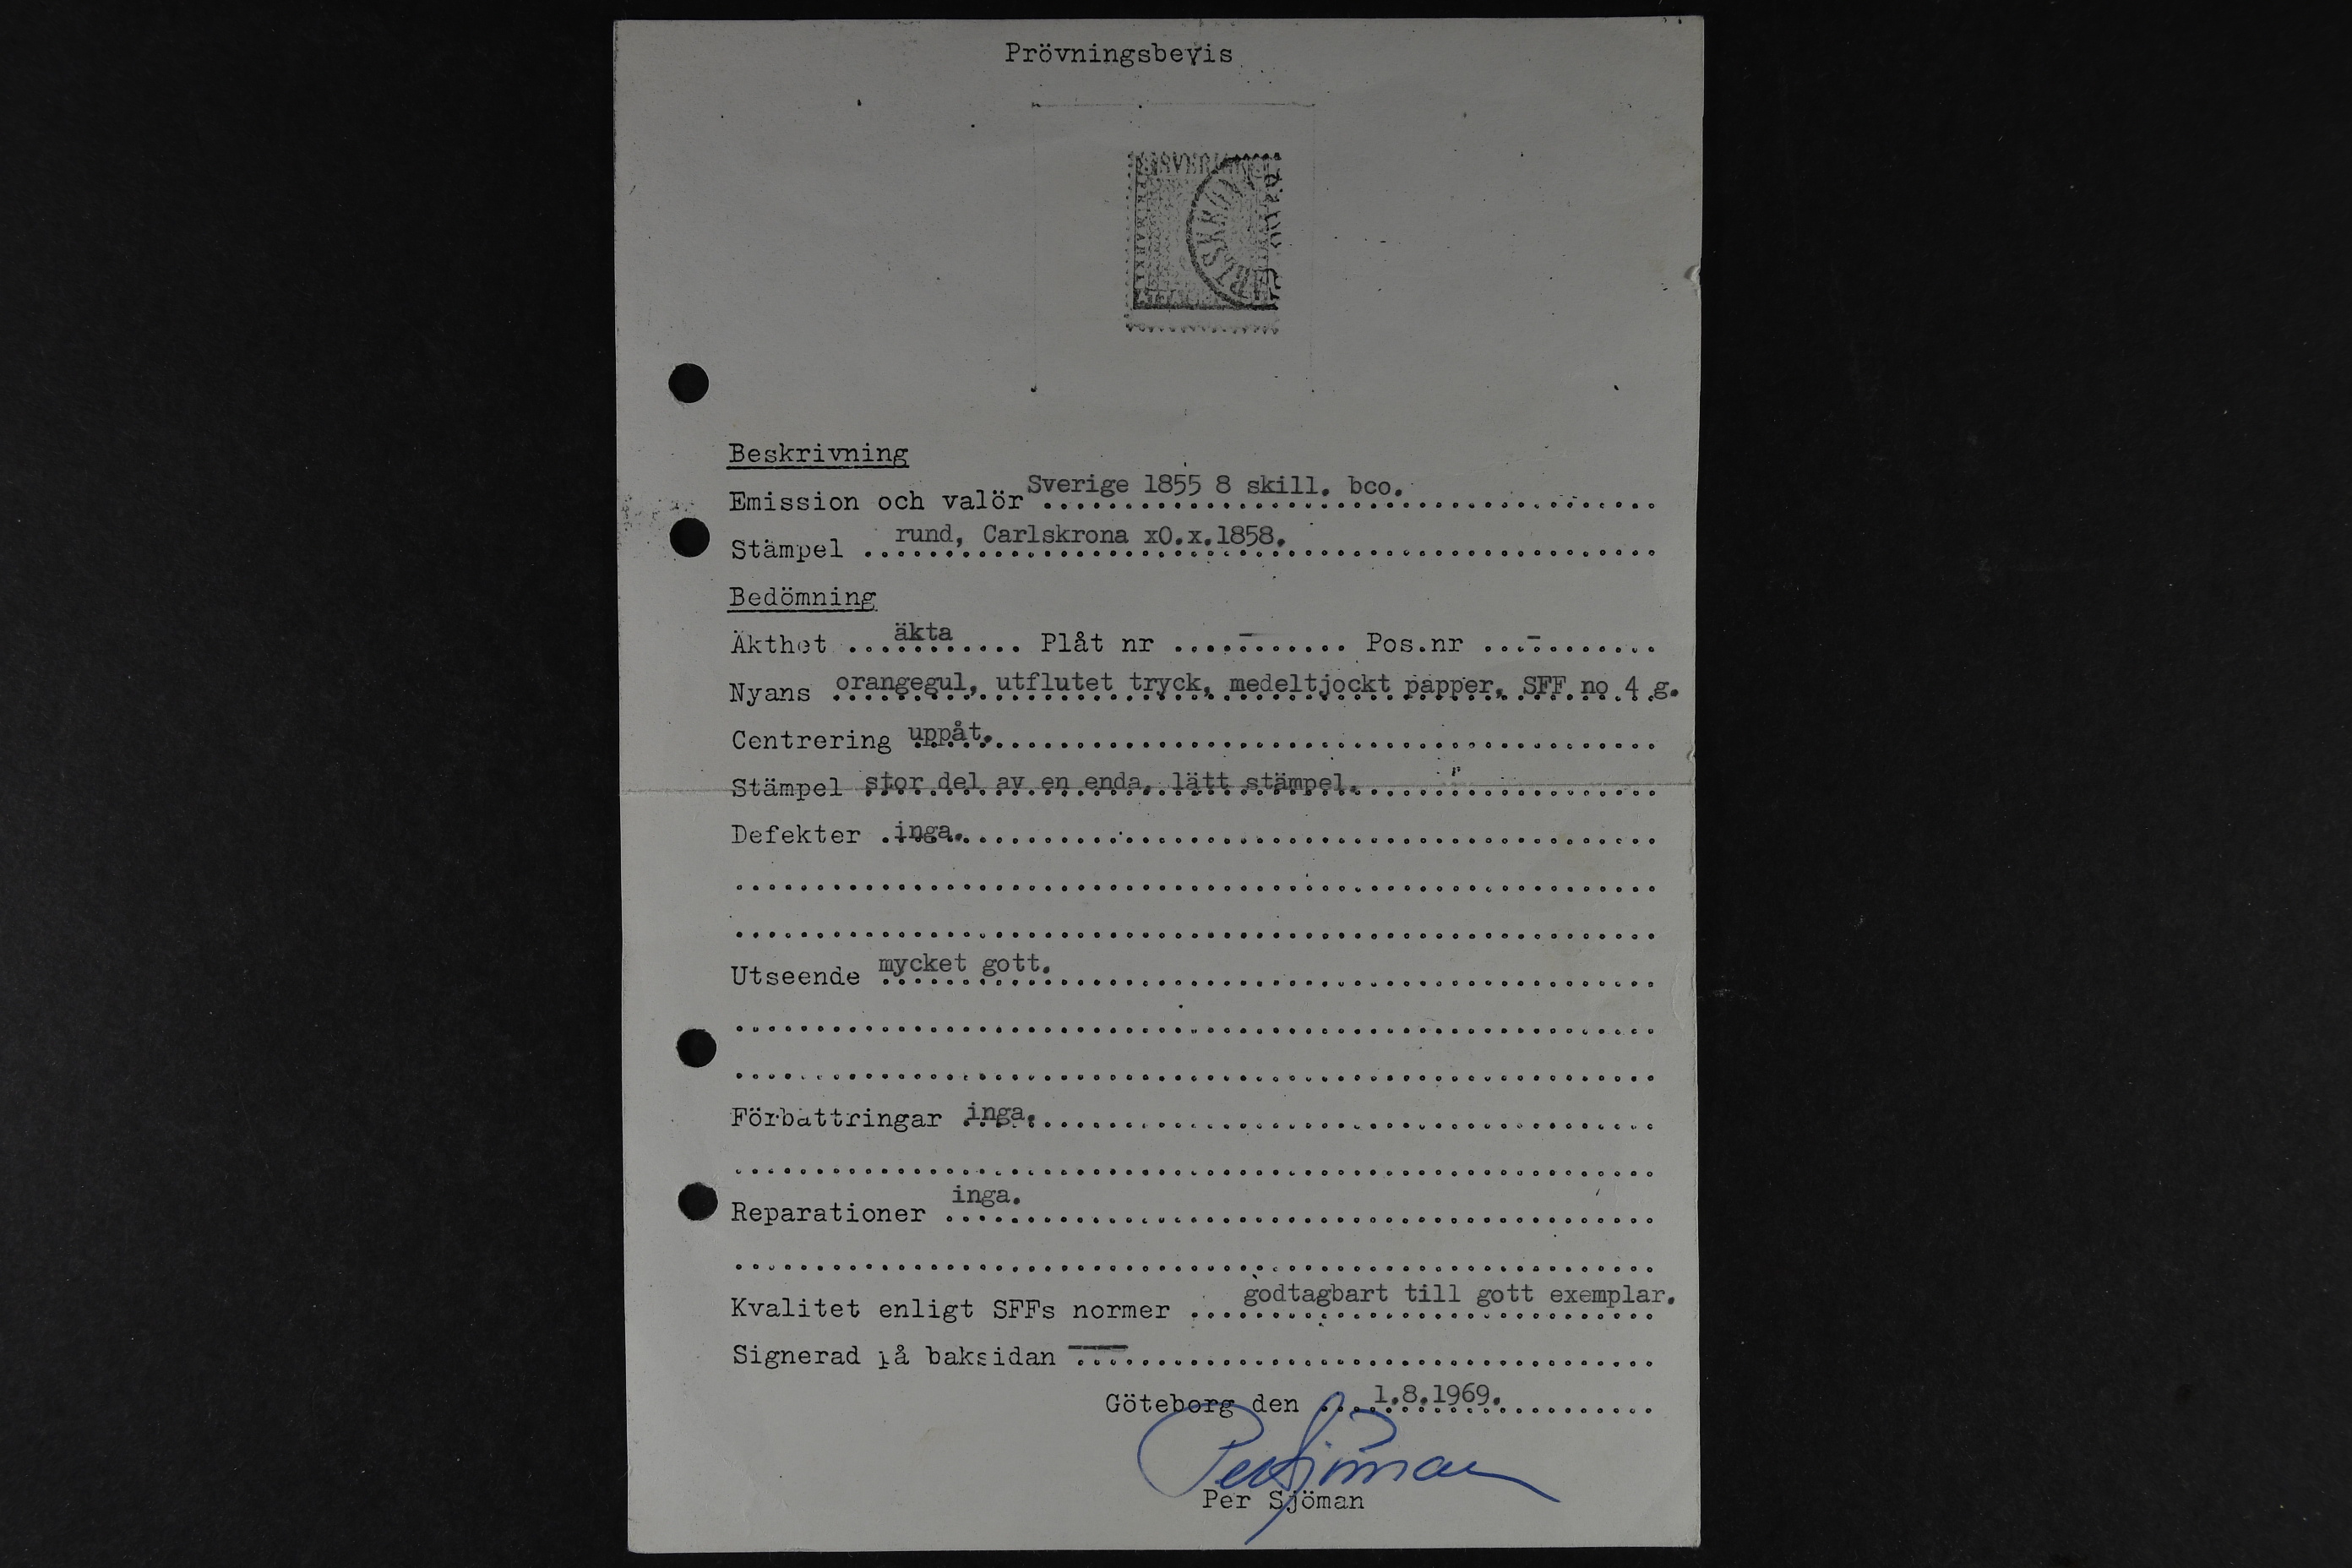 Prövningsbevis
Beskrivning
Emission och valör Sverige 1855 8 skill. bco.
Stämpel rund, Carlskrona x0.x.1858.
Bedömning
Äkthet äkta Plåt nr - Pos.nr -
Nyans orangegul, utflutet tryck, medeltjockt papper, SFF no 4 g.
Centrering uppåt.
Stämpel stor del av en enda, lätt stämpel.
Defekter inga.
Utseende mycket gott.
Förbättringar inga.
Reparationer inga.
Kvalitet enligt SFFs normer godtagbart till gott exemplar.
Signerad på baksidan —
Göteborg den 1.8.1969.
Per Sjöman
Per Sjöman